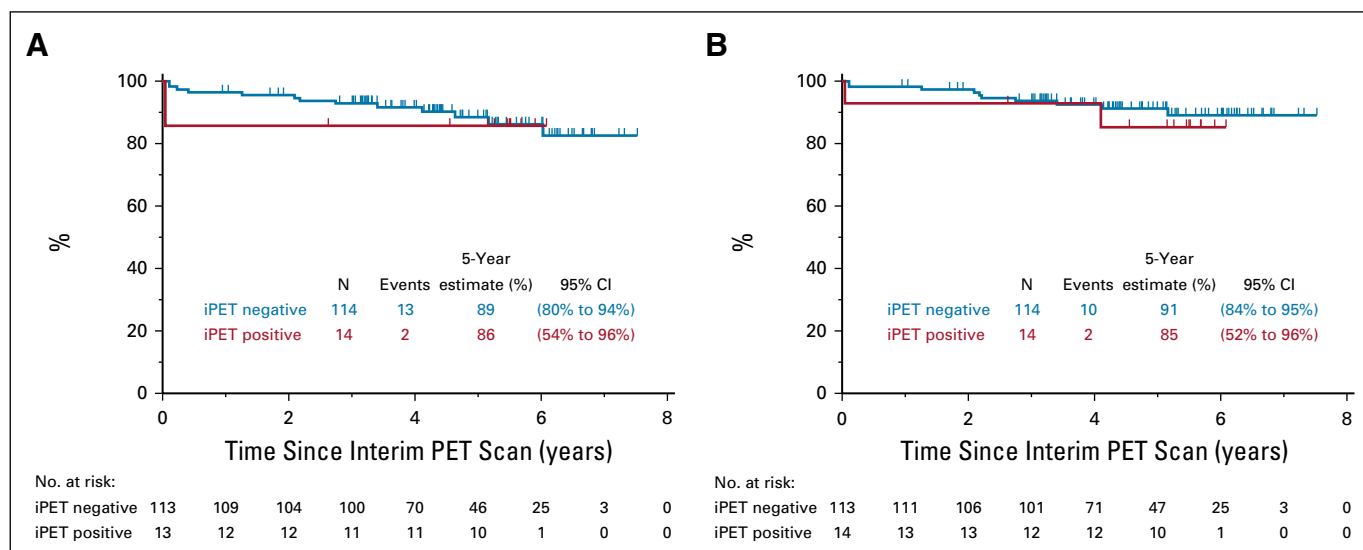 A
100
80
60
40
20
0
%
5-Year
N Events estimate (%) 95% CI
iPET negative 114 13 89 (80% to 94%)
iPET positive 14 2 86 (54% to 96%)
0 2 4 6 8
Time Since Interim PET Scan (years)
No. at risk:
iPET negative 113 109 104 100 70 46 25 3 0
iPET positive 13 12 12 11 11 10 1 0 0
B
100
80
60
40
20
0
%
5-Year
N Events estimate (%) 95% CI
iPET negative 114 10 91 (84% to 95%)
iPET positive 14 2 85 (52% to 96%)
0 2 4 6 8
Time Since Interim PET Scan (years)
No. at risk:
iPET negative 113 111 106 101 71 47 25 3 0
iPET positive 14 13 13 12 12 10 1 0 0